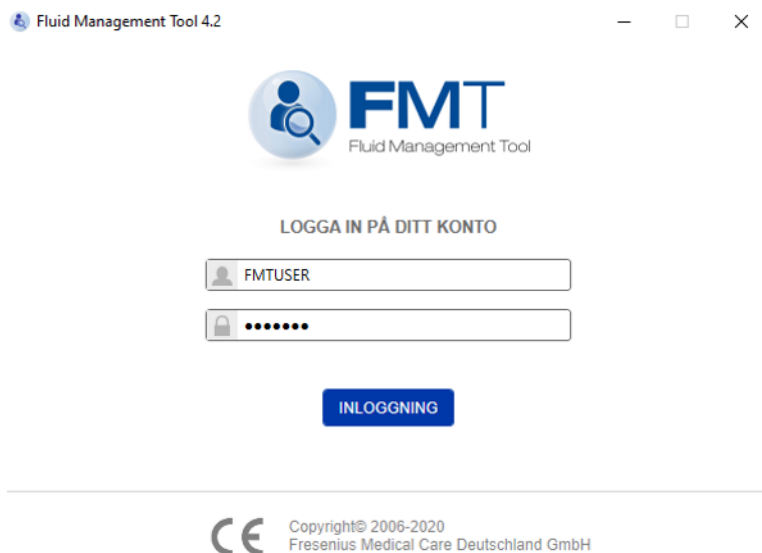 Fluid Management Tool 4.2
FMT
Fluid Management Tool
LOGGA IN PÅ DITT KONTO
FMTUSER
•••••••
INLOGGNING
CE
Copyright© 2006-2020
Fresenius Medical Care Deutschland GmbH